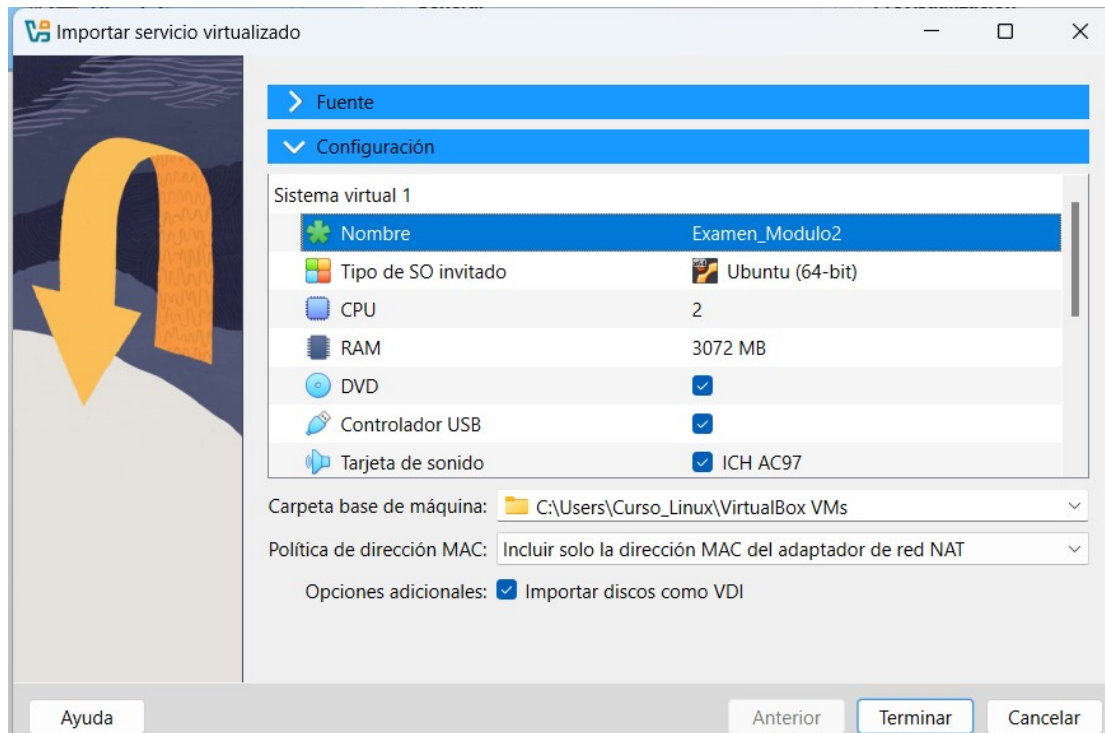 Importar servicio virtualizado
Fuente
Configuración
Sistema virtual 1
Nombre Examen_Modulo2
Tipo de SO invitado Ubuntu (64-bit)
CPU 2
RAM 3072 MB
DVD
Controlador USB
Tarjeta de sonido ICH AC97
Carpeta base de máquina: C:\Users\Curso_Linux\VirtualBox VMs
Política de dirección MAC: Incluir solo la dirección MAC del adaptador de red NAT
Opciones adicionales: Importar discos como VDI
Ayuda Anterior Terminar Cancelar